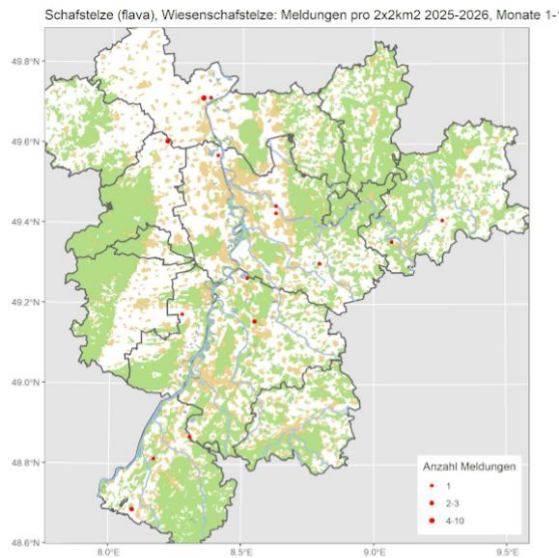 Schafstelze (flava), Wiesenschafstelze: Meldungen pro 2x2km2 2025-2026, Monate 1-
49.8°N
49.6°N
49.4°N
49.2°N
49.0°N
48.8°N
48.6°N
8.0°E
8.5°E
9.0°E
9.5°E
Anzahl Meldungen
1
2-3
4-10